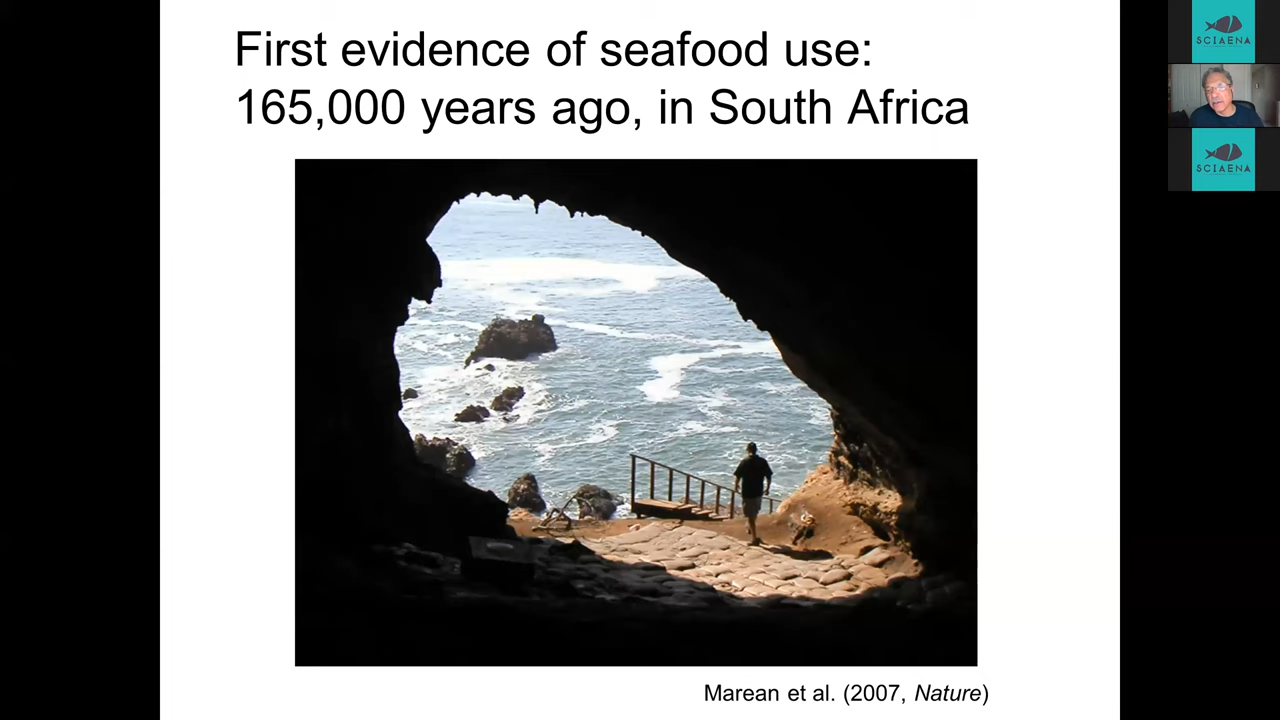 First evidence of seafood use:
165,000 years ago, in South Africa
Marean et al. (2007, Nature)
SCIAENA
SCIAENA